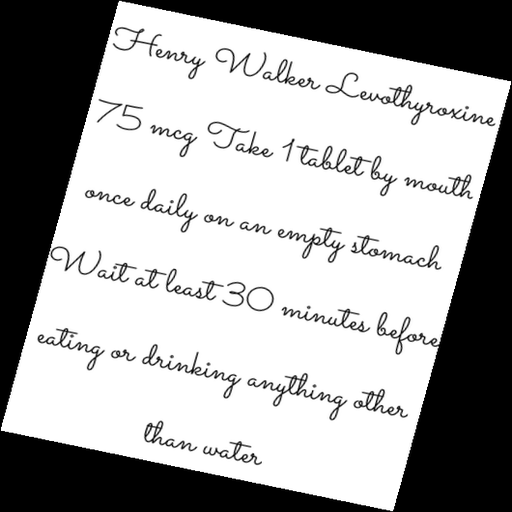 Henry Walker Levothyroxine
75 mcg Take 1 tablet by mouth
once daily on an empty stomach
Wait at least 30 minutes before
eating or drinking anything other
than water